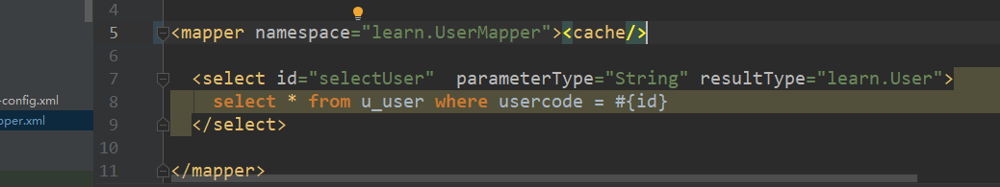 4
5 <mapper namespace="learn.UserMapper"><cache/>
6
7 <select id="selectUser"  parameterType="String" resultType="learn.User">
8 select * from u_user where usercode = #{id}
9 </select>
10
11 </mapper>
-config.xml
pper.xml